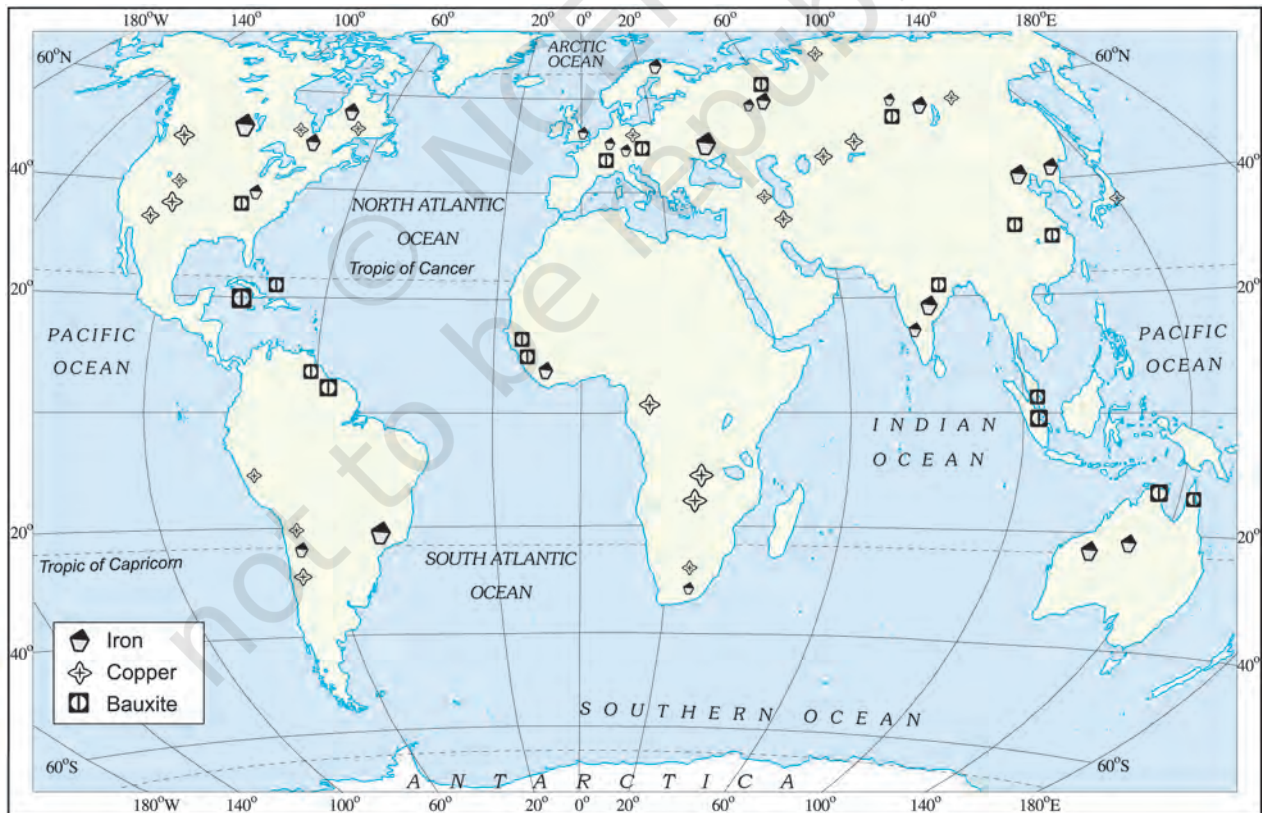 180°W 140° 100° 60° 20° 0° 20° 60° 100° 140° 180°E
ARCTIC
OCEAN
60°N
60°N
40°
40°
NORTH ATLANTIC
OCEAN
Tropic of Cancer
20°
20°
PACIFIC
OCEAN
PACIFIC
OCEAN
INDIAN
OCEAN
20°
20°
Tropic of Capricorn
SOUTH ATLANTIC
OCEAN
Iron
Copper
Bauxite
40°
40°
SOUTHERN OCEAN
60°S
60°S
ANTARCTICA
180°W 140° 100° 60° 20° 0° 20° 60° 100° 140° 180°E
not to be republ
© NCE